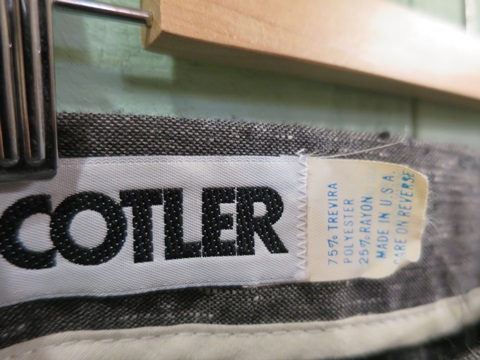 COTLER
75% TREVIRA
POLYESTER
25% RAYON
MADE IN U.S.A.
CARE ON REVERSE